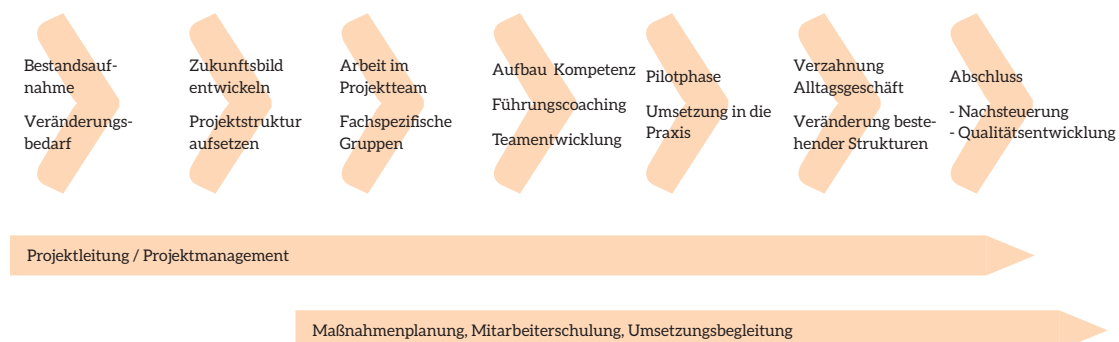 Bestandsauf-
nahme
Veränderungs-
bedarf
Zukunftsbild
entwickeln
Projektstruktur
aufsetzen
Arbeit im
Projektteam
Fachspezifische
Gruppen
Aufbau Kompetenz
Führungscoaching
Teamentwicklung
Pilotphase
Umsetzung in die
Praxis
Verzahnung
Alltagsgeschäft
Veränderung beste-
hender Strukturen
Abschluss
- Nachsteuerung
- Qualitätsentwicklung
Projektleitung / Projektmanagement
Maßnahmenplanung, Mitarbeiterschulung, Umsetzungsbegleitung